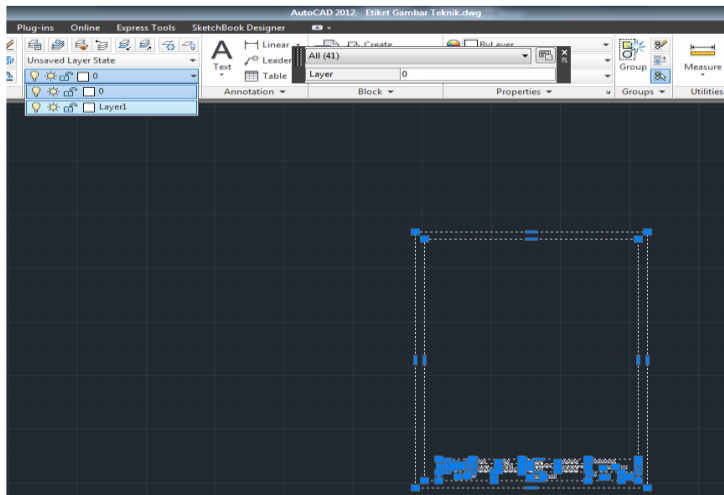 AutoCAD 2012 Etiket Gambar Teknik.dwg
Plug-ins Online Express Tools SketchBook Designer
Linear Create ByLayer
Unsaved Layer State
All (41)
Text Leader Group Measure
0 Layer 0
Table
0 Annotation Block Properties Groups Utilities
Layer1